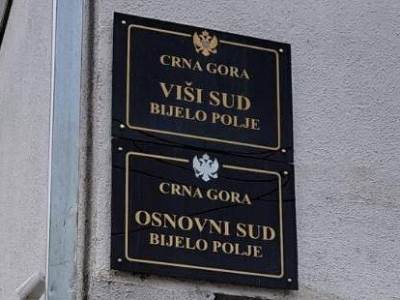 CRNA GORA
VIŠI SUD
BIJELO POLJE
CRNA GORA
OSNOVNI SUD
BIJELO POLJE